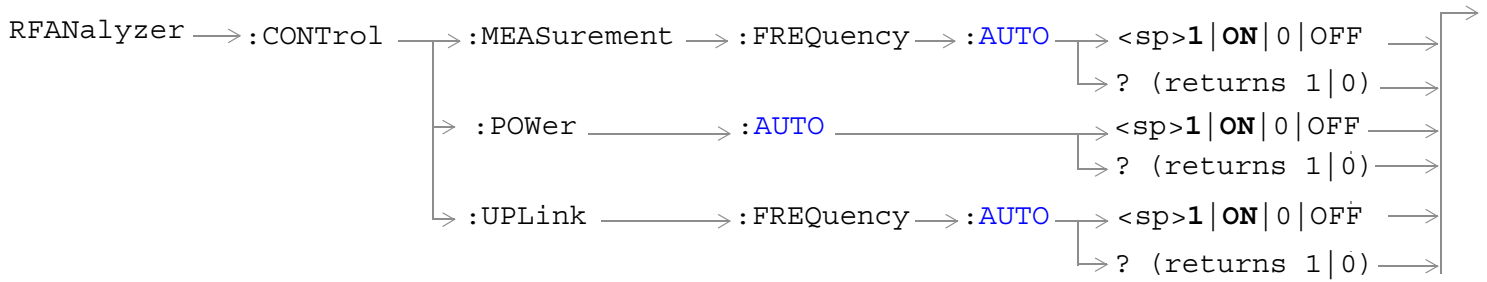 RFANalyzer :CONTrol :MEASurement :FREQuency :AUTO <sp>1|ON|0|OFF
? (returns 1|0)
:POWer :AUTO <sp>1|ON|0|OFF
? (returns 1|0)
:UPLink :FREQuency :AUTO <sp>1|ON|0|OFF
? (returns 1|0)